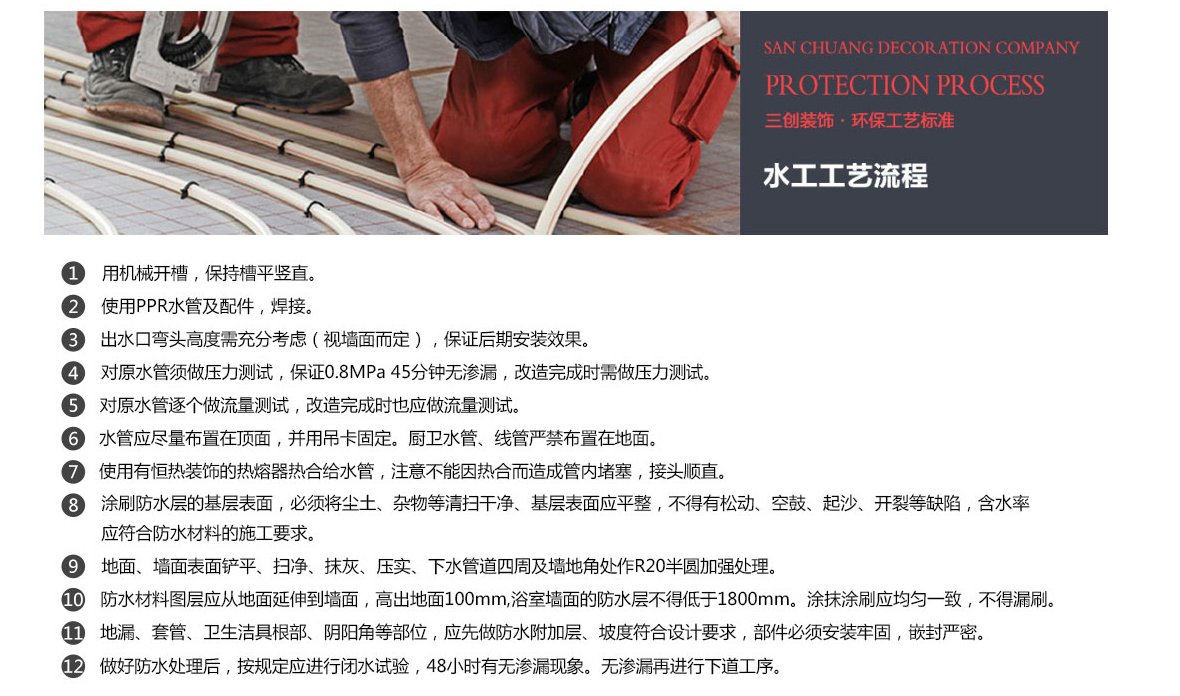 SAN CHUANG DECORATION COMPANY
PROTECTION PROCESS
三创装饰·环保工艺标准
水工工艺流程
1 用机械开槽，保持槽平竖直。
2 使用PPR水管及配件，焊接。
3 出水口弯头高度需充分考虑（视墙面而定），保证后期安装效果。
4 对原水管须做压力测试，保证0.8MPa 45分钟无渗漏，改造完成时需做压力测试。
5 对原水管逐个做流量测试，改造完成时也应做流量测试。
6 水管应尽量布置在顶面，并用吊卡固定。厨卫水管、线管严禁布置在地面。
7 使用有恒热装饰的热熔器热合给水管，注意不能因热合而造成管内堵塞，接头顺直。
8 涂刷防水层的基层表面，必须将尘土、杂物等清扫干净、基层表面应平整，不得有松动、空鼓、起沙、开裂等缺陷，含水率
应符合防水材料的施工要求。
9 地面、墙面表面铲平、扫净、抹灰、压实、下水管道四周及墙地角处作R20半圆加强处理。
10 防水材料图层应从地面延伸到墙面，高出地面100mm,浴室墙面的防水层不得低于1800mm。涂抹涂刷应均匀一致，不得漏刷。
11 地漏、套管、卫生洁具根部、阴阳角等部位，应先做防水附加层、坡度符合设计要求，部件必须安装牢固，嵌封严密。
12 做好防水处理后，按规定应进行闭水试验，48小时有无渗漏现象。无渗漏再进行下道工序。